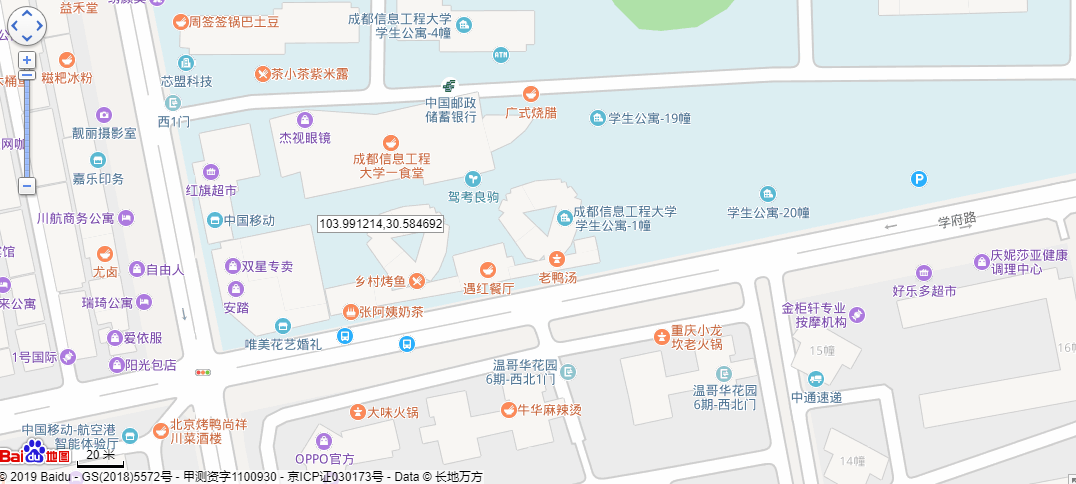 益禾堂
周签签锅巴土豆
成都信息工程大学
学生公寓-4幢
ATM
糍粑冰粉
芯盟科技
茶小茶紫米露
中国邮政
储蓄银行
广式烧腊
西1门
靓丽摄影室
杰视眼镜
学生公寓-19幢
网咖
嘉乐印务
成都信息工程
大学一食堂
红旗超市
驾考良驹
P
川航商务公寓
中国移动
103.991214,30.584692
成都信息工程大学
学生公寓-1幢
学生公寓-20幢
学府路
宾馆
尤卤
自由人
双星专卖
安踏
乡村烤鱼
遇红餐厅
老鸭汤
庆妮莎亚健康
调理中心
好乐多超市
来公寓
瑞琦公寓
张阿姨奶茶
金柜轩专业
按摩机构
爱依服
唯美花艺婚礼
重庆小龙
坎老火锅
15幢
16幢
1号国际
阳光包店
温哥华花园
6期-西北1门
温哥华花园
6期-西北门
中通速递
大味火锅
牛华麻辣烫
中国移动-航空港
智能体验厅
北京烤鸭尚祥
川菜酒楼
OPPO官方
14幢
Bai du 地图
20 米
© 2019 Baidu - GS(2018)5572号 - 甲测资字1100930 - 京ICP证030173号 - Data © 长地万方